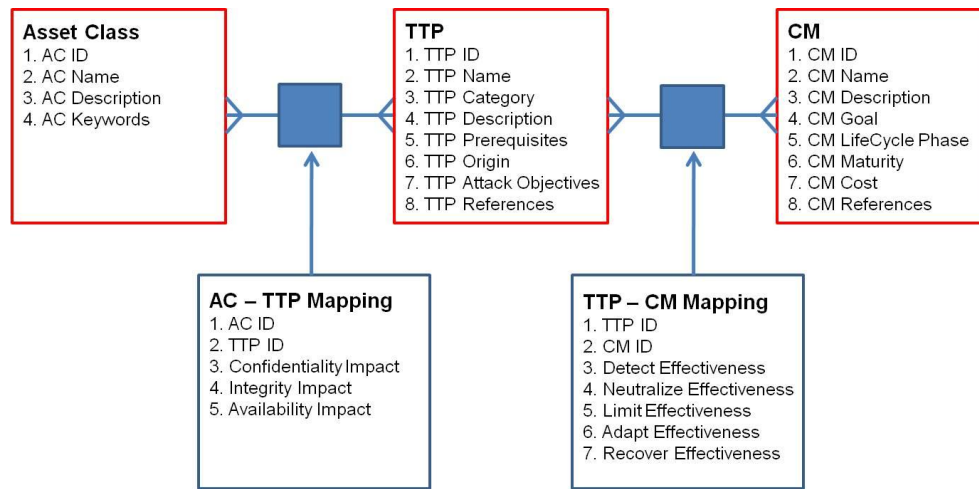 Asset Class
1. AC ID
2. AC Name
3. AC Description
4. AC Keywords
TTP
1. TTP ID
2. TTP Name
3. TTP Category
4. TTP Description
5. TTP Prerequisites
6. TTP Origin
7. TTP Attack Objectives
8. TTP References
CM
1. CM ID
2. CM Name
3. CM Description
4. CM Goal
5. CM LifeCycle Phase
6. CM Maturity
7. CM Cost
8. CM References
AC – TTP Mapping
1. AC ID
2. TTP ID
3. Confidentiality Impact
4. Integrity Impact
5. Availability Impact
TTP – CM Mapping
1. TTP ID
2. CM ID
3. Detect Effectiveness
4. Neutralize Effectiveness
5. Limit Effectiveness
6. Adapt Effectiveness
7. Recover Effectiveness